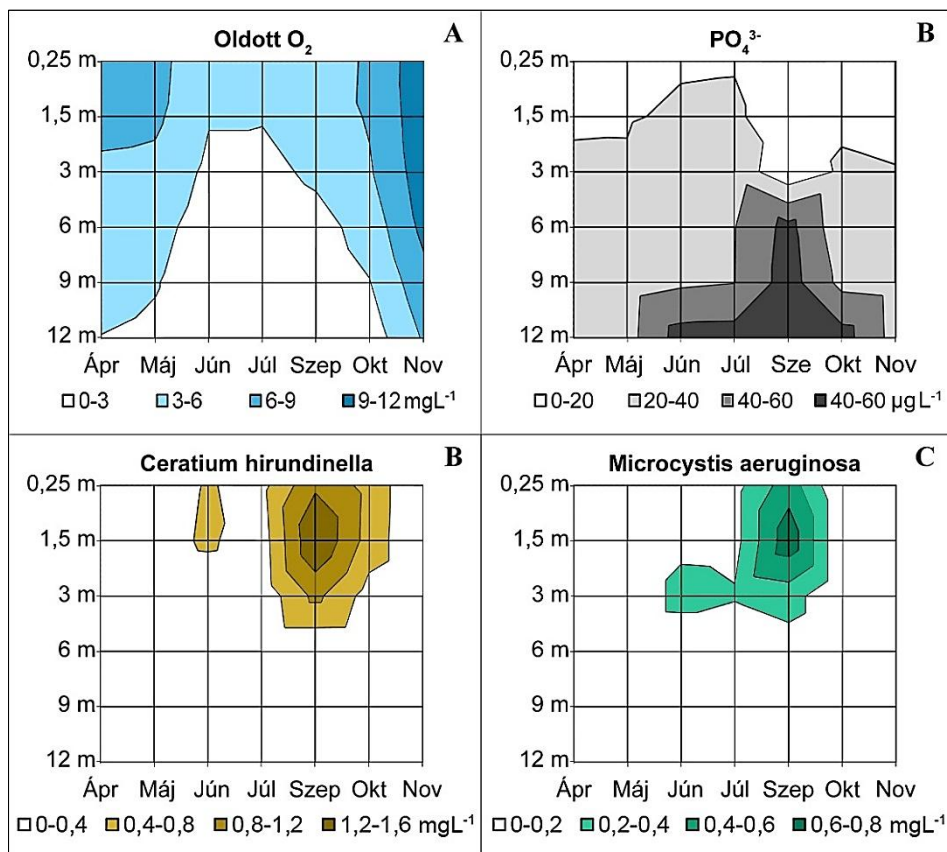 Oldott O₂ A
0,25 m
1,5 m
3 m
6 m
9 m
12 m
Ápr Máj Jún Júl Szep Okt Nov
0-3 3-6 6-9 9-12 mgL⁻¹
PO₄³⁻ B
0,25 m
1,5 m
3 m
6 m
9 m
12 m
Ápr Máj Jún Júl Sze Okt Nov
0-20 20-40 40-60 40-60 µgL⁻¹
Ceratium hirundinella B
0,25 m
1,5 m
3 m
6 m
9 m
12 m
Ápr Máj Jún Júl Szep Okt Nov
0-0,4 0,4-0,8 0,8-1,2 1,2-1,6 mgL⁻¹
Microcystis aeruginosa C
0,25 m
1,5 m
3 m
6 m
9 m
12 m
Ápr Máj Jún Júl Szep Okt Nov
0-0,2 0,2-0,4 0,4-0,6 0,6-0,8 mgL⁻¹